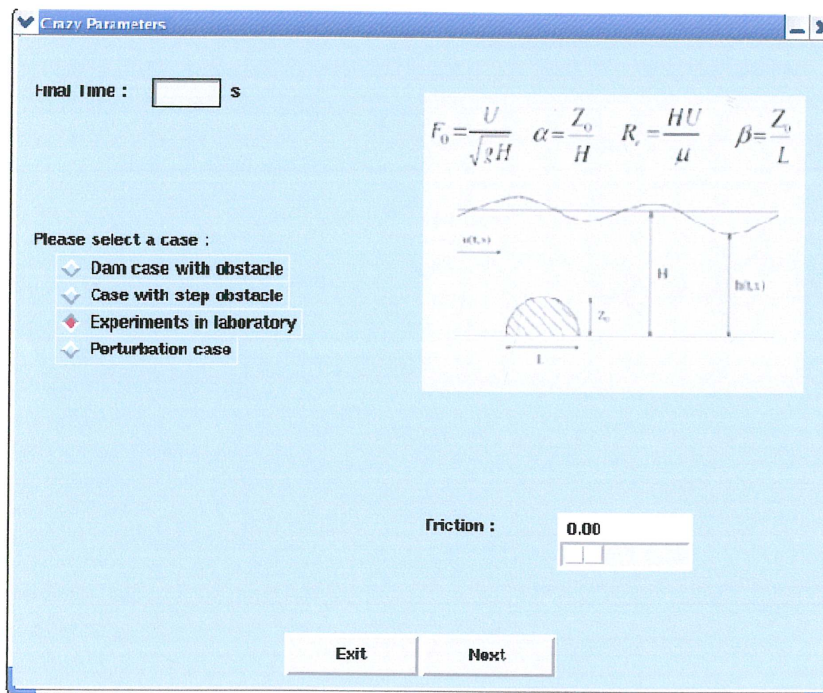 Crazy Parameters
Final Time : s
F₀ = U / √gH α = Z₀ / H Rₑ = HU / μ β = Z₀ / L
Please select a case :
u(t,x)
Dam case with obstacle
H
Case with step obstacle
h(t,x)
Experiments in laboratory
Z₀
Perturbation case
L
Friction :
0.00
Exit
Next